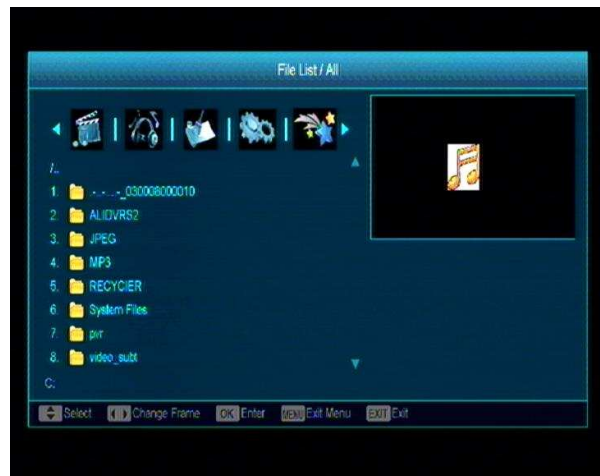 File List / All
/..
1. .-.-...-_030008000010
2. ALIDVRS2
3. JPEG
4. MP3
5. RECYCIER
6. System Files
7. pvr
8. video_subt
C:
Select Change Frame OK Enter MENU Exit Menu EXIT Exit